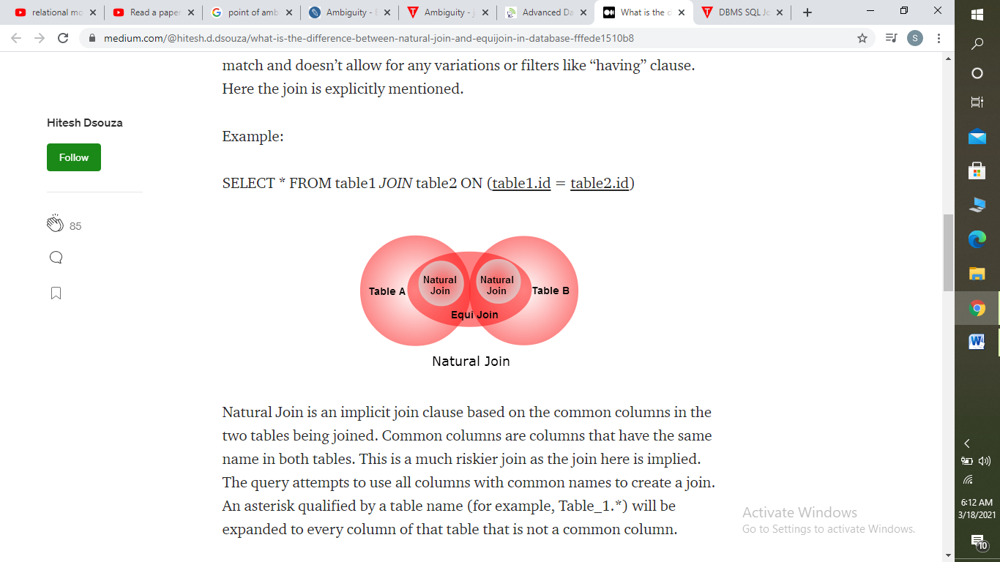 relational mo
Read a paper
point of amb
Ambiguity - E
Ambiguity - j
Advanced Da
What is the d
DBMS SQL Jo
medium.com/@hitesh.d.dsouza/what-is-the-difference-between-natural-join-and-equijoin-in-database-fffede1510b8
S
match and doesn’t allow for any variations or filters like “having” clause.
Here the join is explicitly mentioned.
Hitesh Dsouza
Follow
85
Example:
SELECT * FROM table1 JOIN table2 ON (table1.id = table2.id)
Natural
Join
Natural
Join
Table A
Table B
Equi Join
Natural Join
Natural Join is an implicit join clause based on the common columns in the
two tables being joined. Common columns are columns that have the same
name in both tables. This is a much riskier join as the join here is implied.
The query attempts to use all columns with common names to create a join.
An asterisk qualified by a table name (for example, Table_1.*) will be
expanded to every column of that table that is not a common column.
Activate Windows
Go to Settings to activate Windows.
6:12 AM
3/18/2021
10